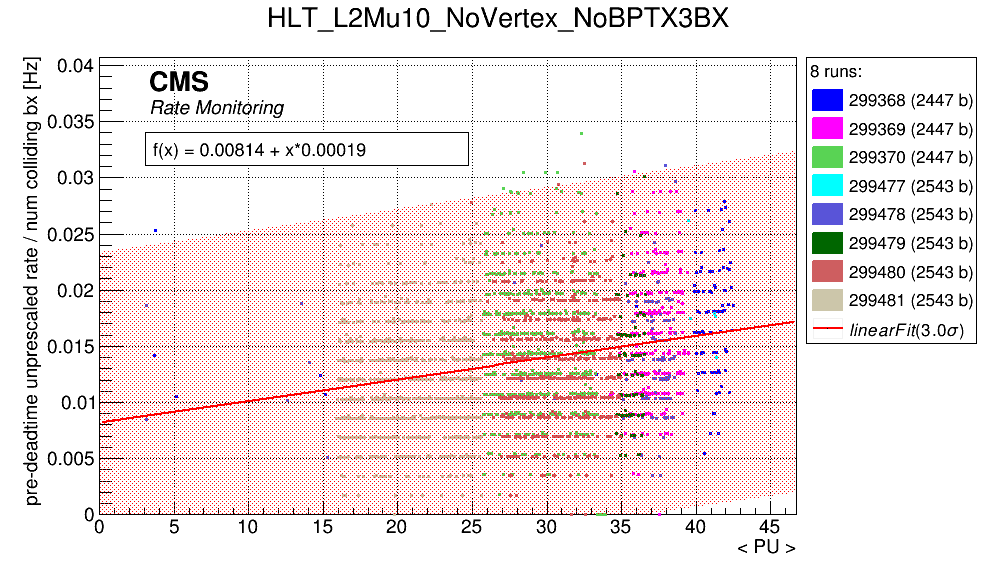 HLT_L2Mu10_NoVertex_NoBPTX3BX
pre-deadtime unprescaled rate / num colliding bx [Hz]
0.04
0.035
0.03
0.025
0.02
0.015
0.01
0.005
0
CMS
Rate Monitoring
f(x) = 0.00814 + x*0.00019
0 5 10 15 20 25 30 35 40 45
< PU >
8 runs:
299368 (2447 b)
299369 (2447 b)
299370 (2447 b)
299477 (2543 b)
299478 (2543 b)
299479 (2543 b)
299480 (2543 b)
299481 (2543 b)
linearFit(3.0σ)